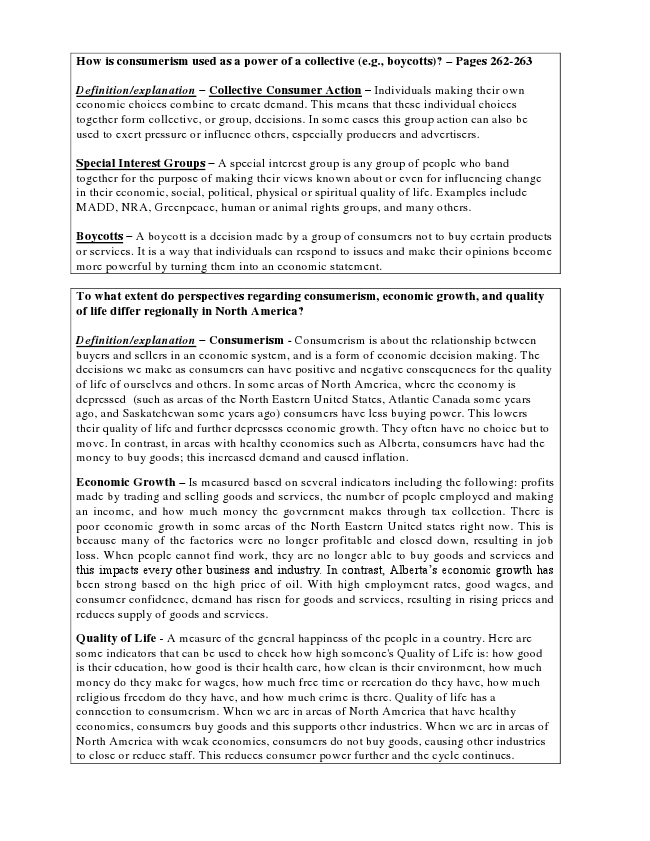 How is consumerism used as a power of a collective (e.g., boycotts)? – Pages 262-263
Definition/explanation – Collective Consumer Action – Individuals making their own
economic choices combine to create demand. This means that these individual choices
together form collective, or group, decisions. In some cases this group action can also be
used to exert pressure or influence others, especially producers and advertisers.
Special Interest Groups – A special interest group is any group of people who band
together for the purpose of making their views known about or even for influencing change
in their economic, social, political, physical or spiritual quality of life. Examples include
MADD, NRA, Greenpeace, human or animal rights groups, and many others.
Boycotts – A boycott is a decision made by a group of consumers not to buy certain products
or services. It is a way that individuals can respond to issues and make their opinions become
more powerful by turning them into an economic statement.
To what extent do perspectives regarding consumerism, economic growth, and quality
of life differ regionally in North America?
Definition/explanation – Consumerism - Consumerism is about the relationship between
buyers and sellers in an economic system, and is a form of economic decision making. The
decisions we make as consumers can have positive and negative consequences for the quality
of life of ourselves and others. In some areas of North America, where the economy is
depressed (such as areas of the North Eastern United States, Atlantic Canada some years
ago, and Saskatchewan some years ago) consumers have less buying power. This lowers
their quality of life and further depresses economic growth. They often have no choice but to
move. In contrast, in areas with healthy economics such as Alberta, consumers have had the
money to buy goods; this increased demand and caused inflation.
Economic Growth – Is measured based on several indicators including the following: profits
made by trading and selling goods and services, the number of people employed and making
an income, and how much money the government makes through tax collection. There is
poor economic growth in some areas of the North Eastern United states right now. This is
because many of the factories were no longer profitable and closed down, resulting in job
loss. When people cannot find work, they are no longer able to buy goods and services and
this impacts every other business and industry. In contrast, Alberta's economic growth has
been strong based on the high price of oil. With high employment rates, good wages, and
consumer confidence, demand has risen for goods and services, resulting in rising prices and
reduces supply of goods and services.
Quality of Life - A measure of the general happiness of the people in a country. Here are
some indicators that can be used to check how high someone's Quality of Life is: how good
is their education, how good is their health care, how clean is their environment, how much
money do they make for wages, how much free time or recreation do they have, how much
religious freedom do they have, and how much crime is there. Quality of life has a
connection to consumerism. When we are in areas of North America that have healthy
economies, consumers buy goods and this supports other industries. When we are in areas of
North America with weak economies, consumers do not buy goods, causing other industries
to close or reduce staff. This reduces consumer power further and the cycle continues.